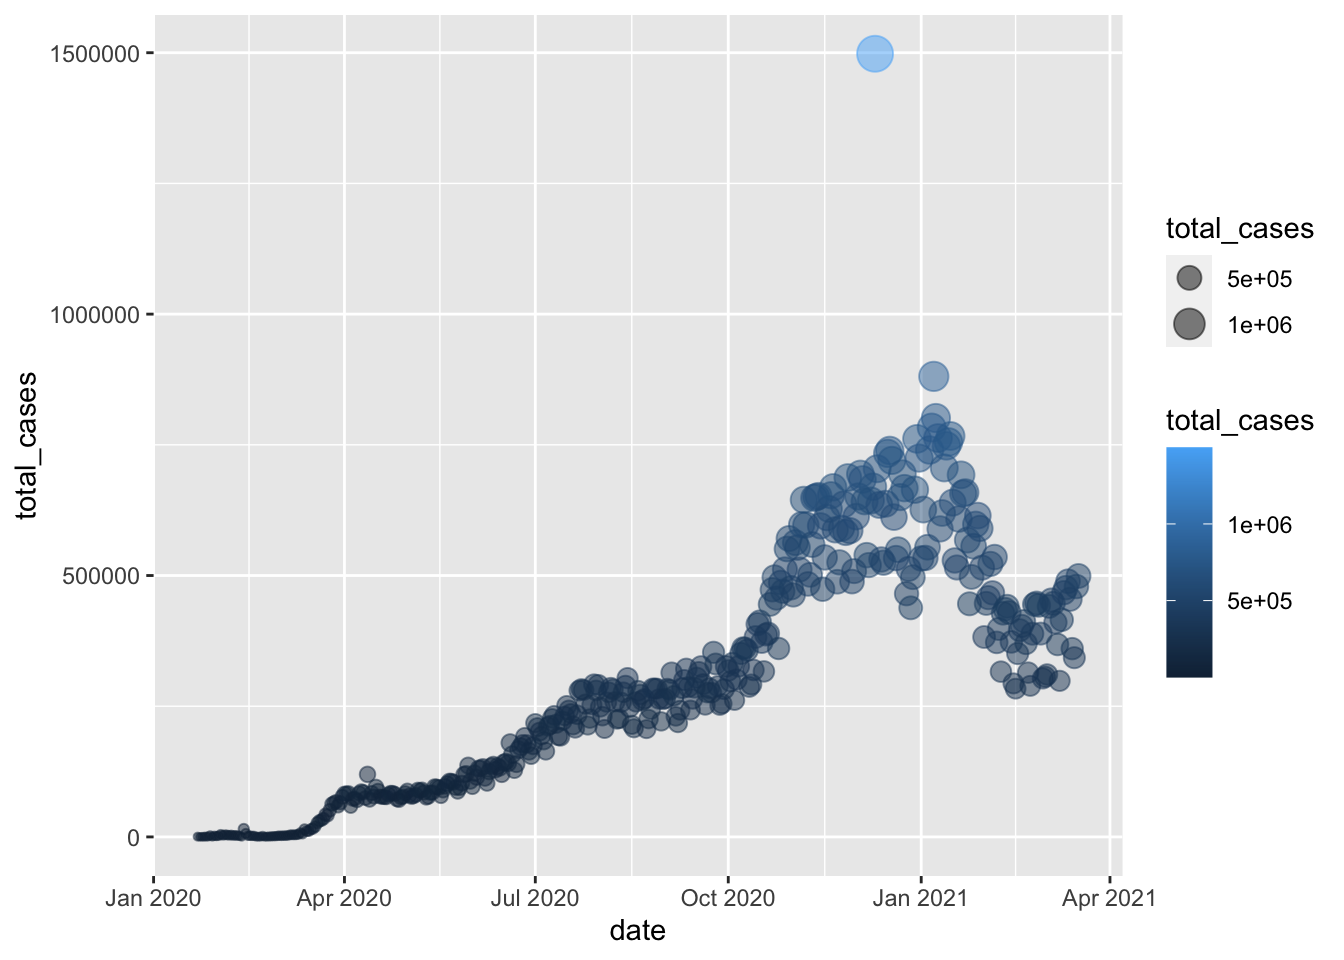 1500000
1000000
500000
0
total_cases
Jan 2020
Apr 2020
Jul 2020
Oct 2020
Jan 2021
Apr 2021
date
total_cases
5e+05
1e+06
total_cases
1e+06
5e+05